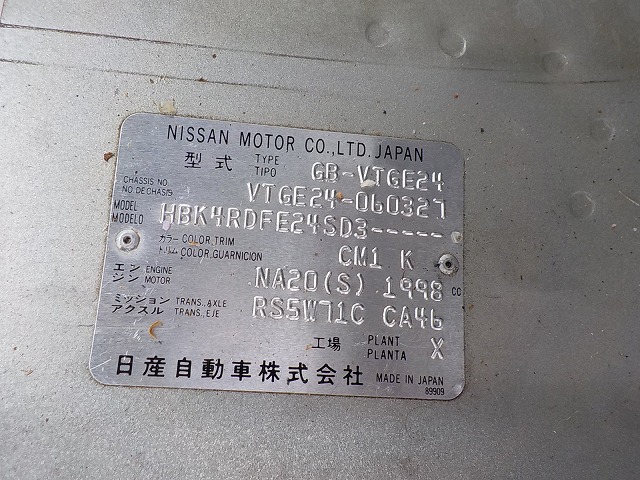 NISSAN MOTOR CO.,LTD. JAPAN
型式 TYPE TIPO GB-VTGE24
CHASSIS NO. NO. DE CHASIS VTGE24-060327
MODEL MODELO HBK4RDFE24SD3-----
カラー COLOR, TRIM トリム COLOR, GUARNICION CM1 K
エンジン ENGINE MOTOR NA20(S) 1998 CC
ミッション アクスル TRANS., AXLE TRANS., EJE RS5W71C CA46
工場 PLANT PLANTA X
日産自動車株式会社 MADE IN JAPAN
89909